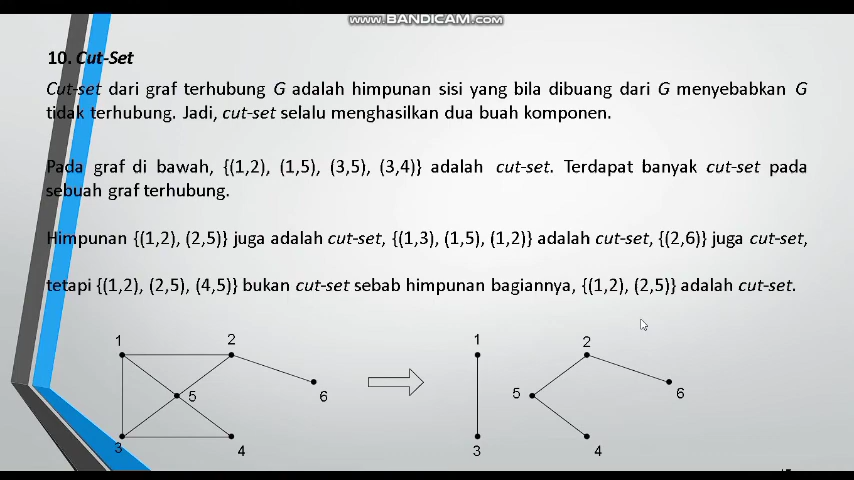 www.BANDICAM.com
10. Cut-Set
Cut-set dari graf terhubung G adalah himpunan sisi yang bila dibuang dari G menyebabkan G
tidak terhubung. Jadi, cut-set selalu menghasilkan dua buah komponen.
Pada graf di bawah, {(1,2), (1,5), (3,5), (3,4)} adalah cut-set. Terdapat banyak cut-set pada
sebuah graf terhubung.
Himpunan {(1,2), (2,5)} juga adalah cut-set, {(1,3), (1,5), (1,2)} adalah cut-set, {(2,6)} juga cut-set,
tetapi {(1,2), (2,5), (4,5)} bukan cut-set sebab himpunan bagiannya, {(1,2), (2,5)} adalah cut-set.
1 2 1 2
5 6 5 6
3 4 3 4